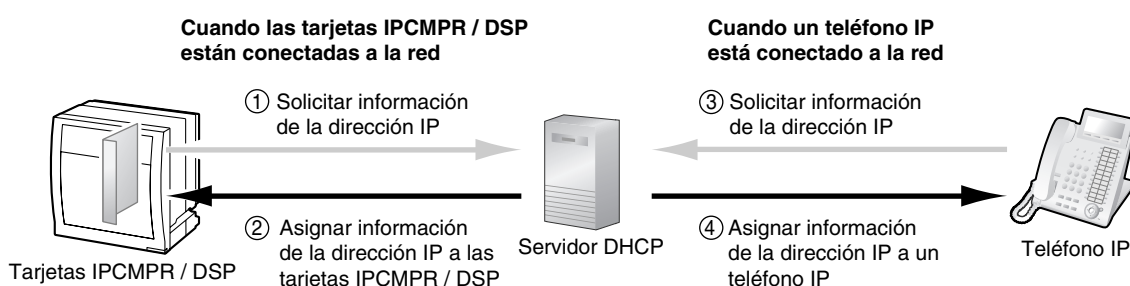 Cuando las tarjetas IPCMPR / DSP
están conectadas a la red
Cuando un teléfono IP
está conectado a la red
① Solicitar información
de la dirección IP
③ Solicitar información
de la dirección IP
② Asignar información
de la dirección IP a las
tarjetas IPCMPR / DSP
④ Asignar información
de la dirección IP a un
teléfono IP
Tarjetas IPCMPR / DSP
Servidor DHCP
Teléfono IP